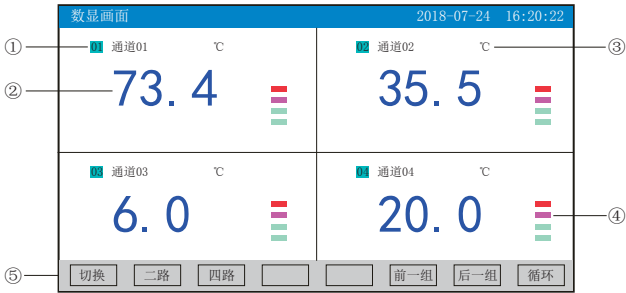 数显画面 2018-07-24 16:20:22
① 01 通道01 ℃ 02 通道02 ℃ ③
② 73.4 35.5
03 通道03 ℃ 04 通道04 ℃
6.0 20.0 ④
⑤ 切换 二路 四路 前一组 后一组 循环